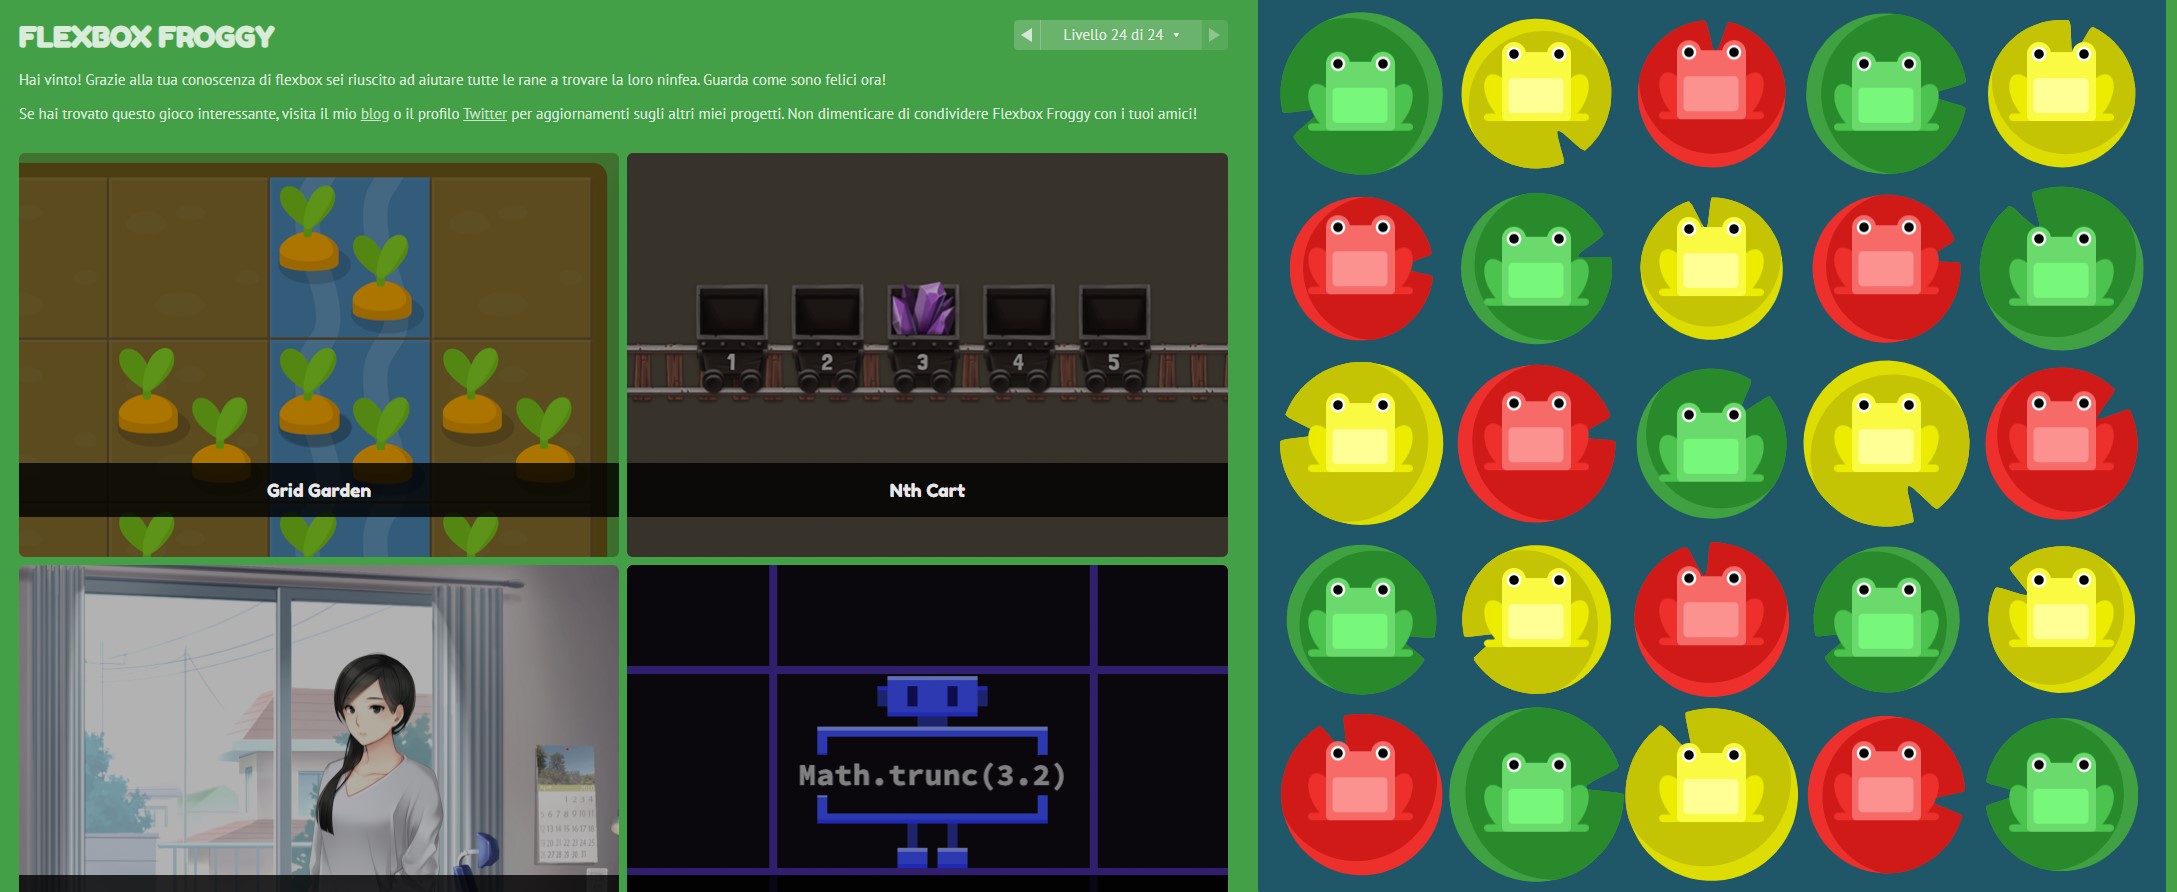 FLEXBOX FROGGY
Livello 24 di 24
Hai vinto! Grazie alla tua conoscenza di flexbox sei riuscito ad aiutare tutte le rane a trovare la loro ninfea. Guarda come sono felici ora!
Se hai trovato questo gioco interessante, visita il mio blog o il profilo Twitter per aggiornamenti sugli altri miei progetti. Non dimenticare di condividere Flexbox Froggy con i tuoi amici!
1 2 3 4 5
Grid Garden
Nth Cart
Math.trunc(3.2)